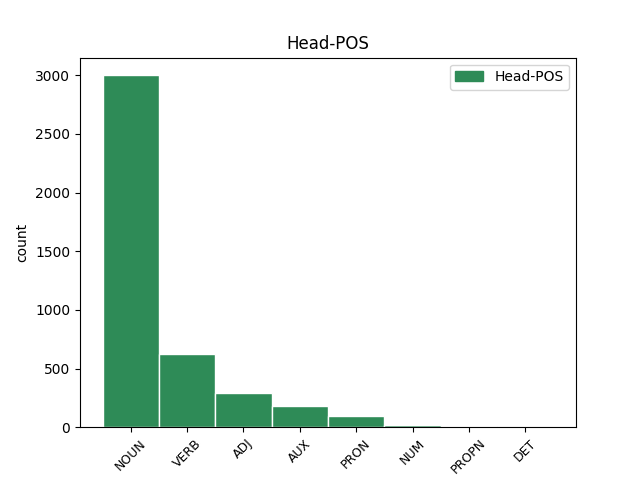 Head-POS
Head-POS
count
3000
2500
2000
1500
1000
500
0
NOUN
VERB
ADJ
AUX
PRON
NUM
PROPN
DET